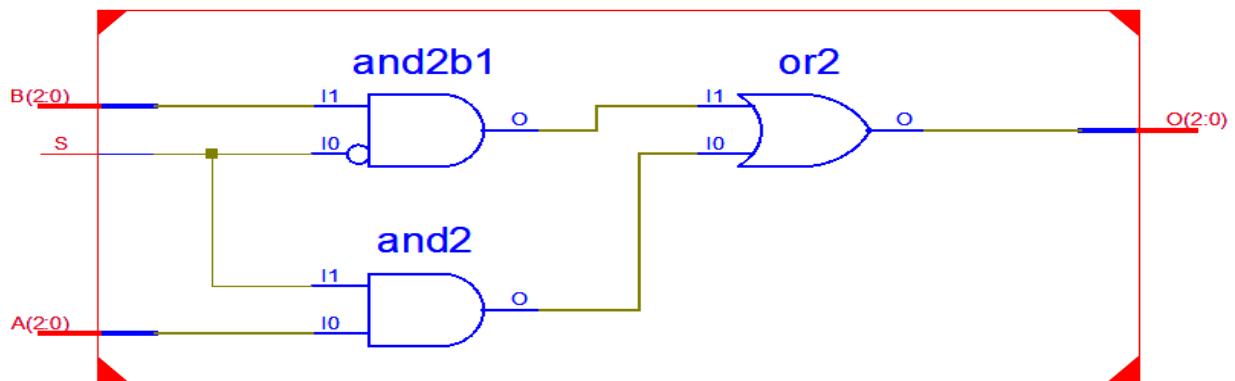 and2b1
or2
B(2:0)
I1
O
I1
O
O(2:0)
S
I0
I0
and2
I1
O
A(2:0)
I0